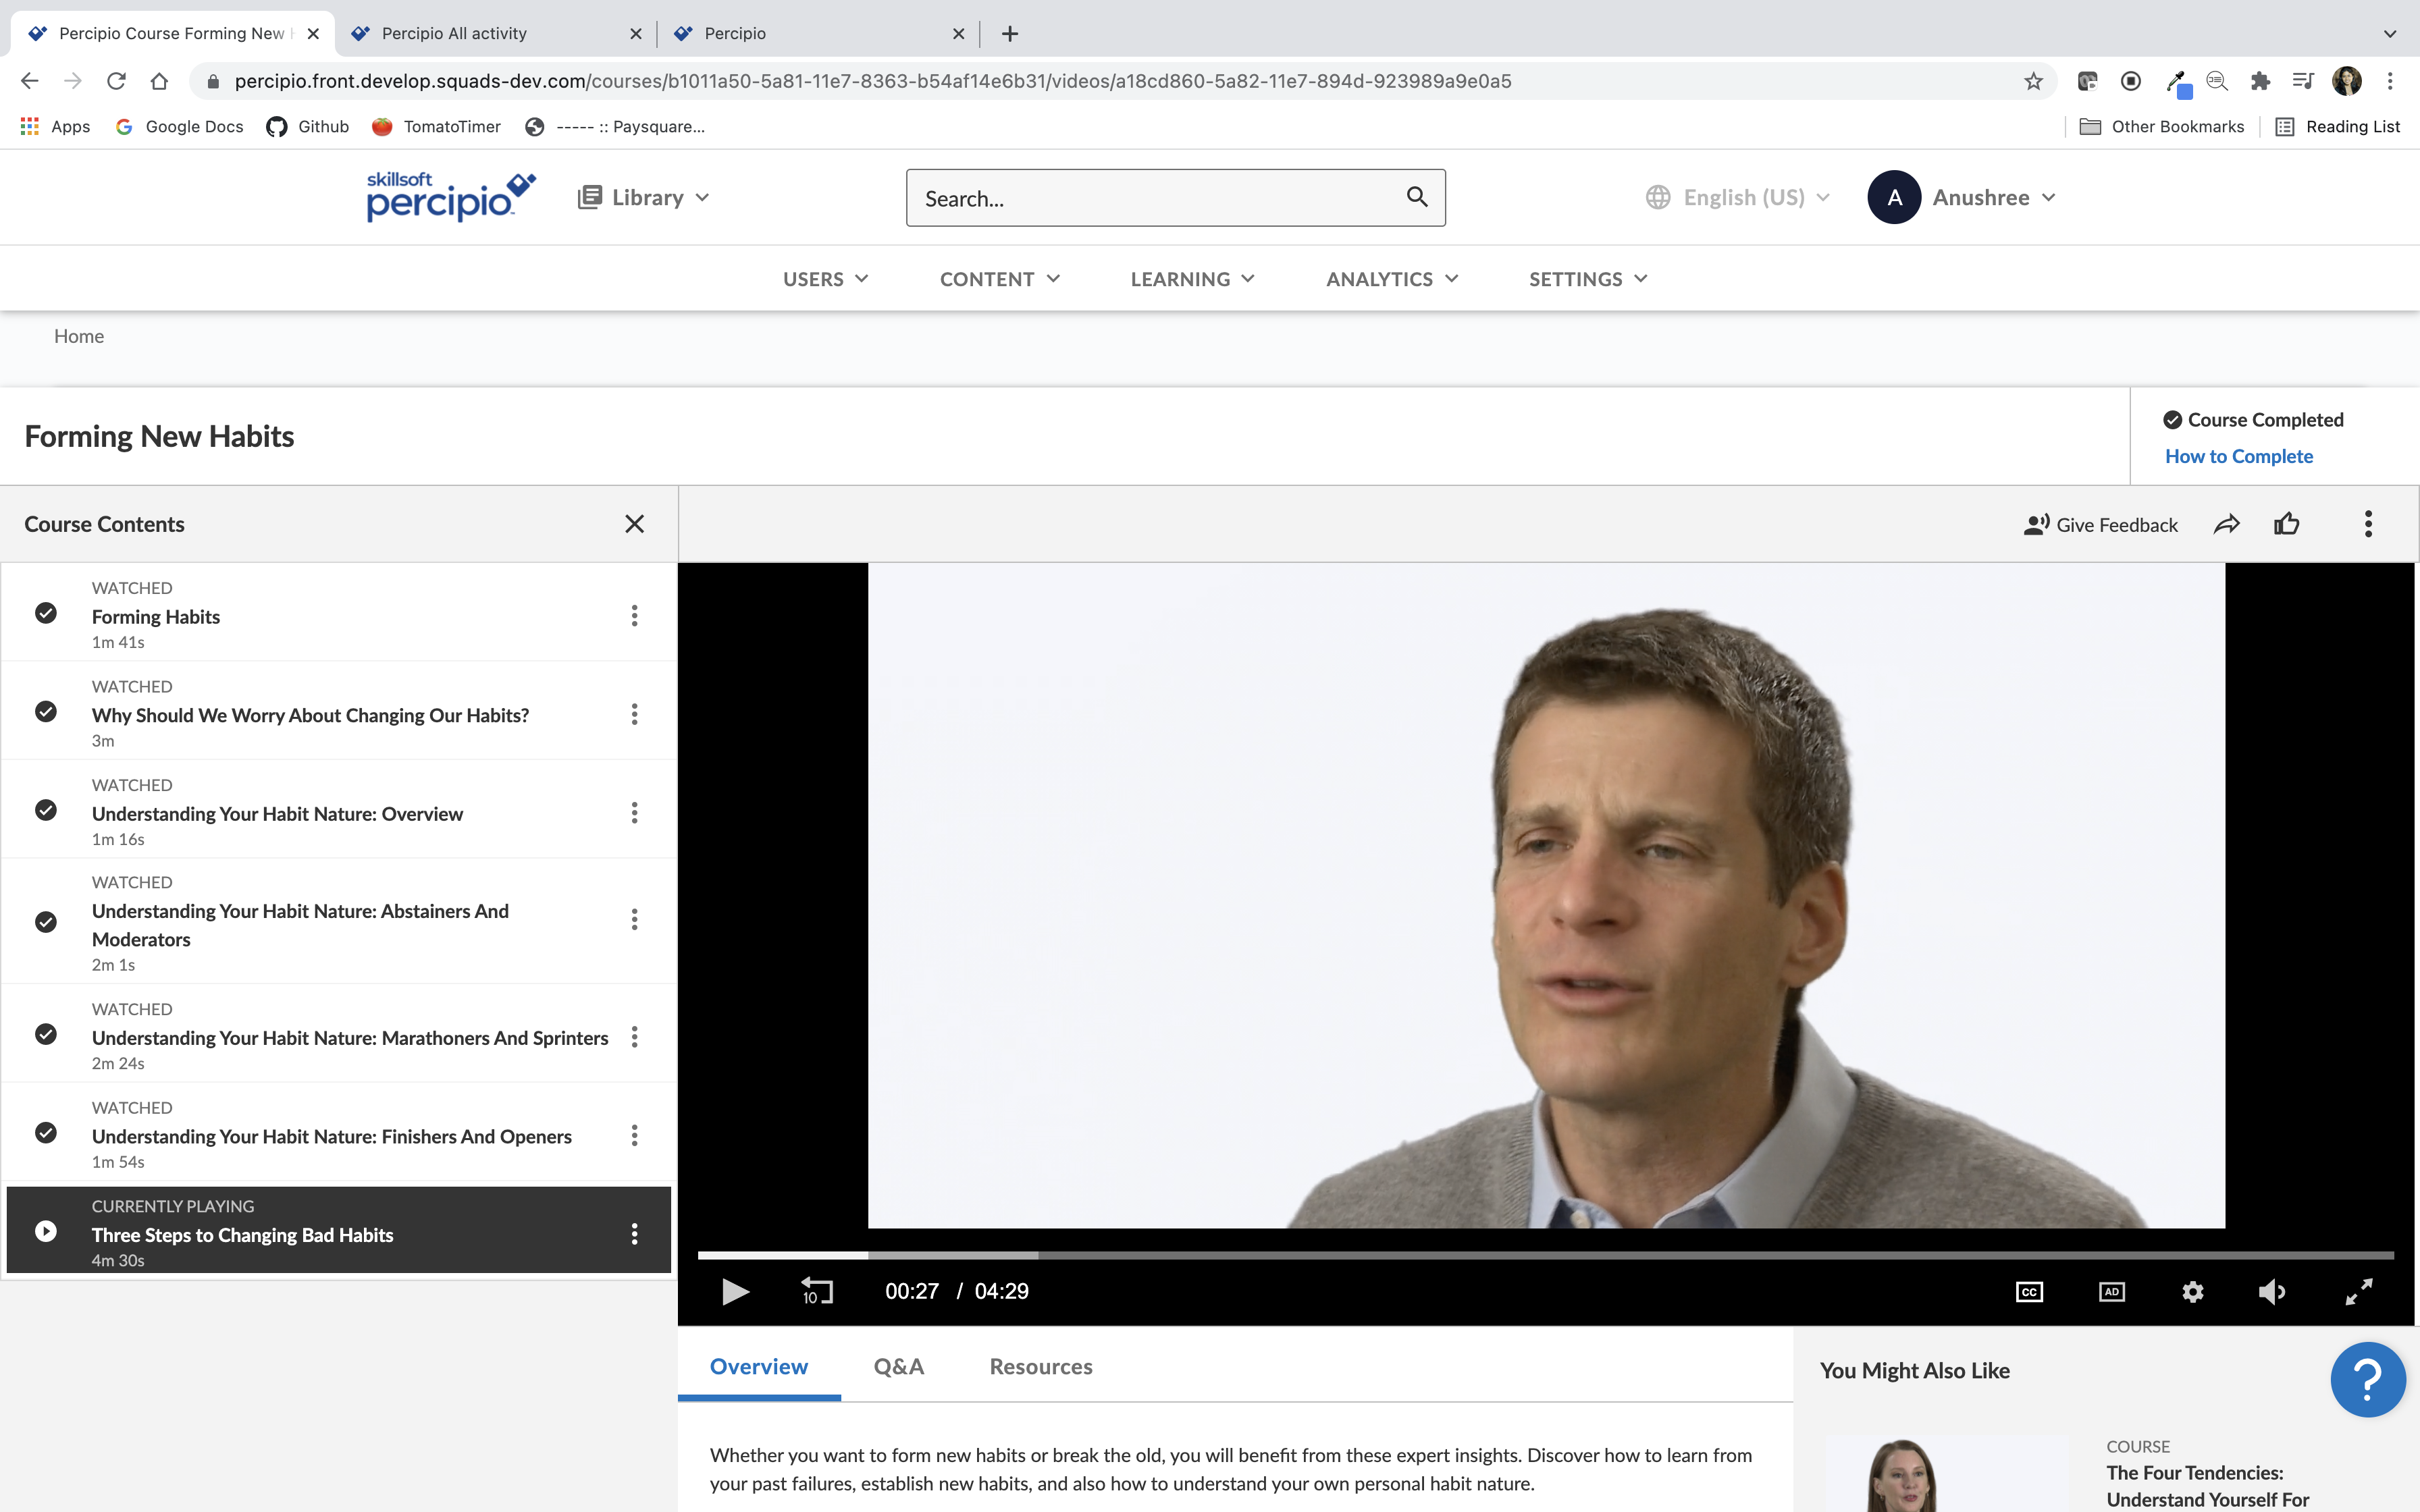 Percipio Course Forming New
Percipio All activity
Percipio
percipio.front.develop.squads-dev.com/courses/b1011a50-5a81-11e7-8363-b54af14e6b31/videos/a18cd860-5a82-11e7-894d-923989a9e0a5
Apps
Google Docs
Github
TomatoTimer
----- :: Paysquare...
Other Bookmarks
Reading List
skillsoft
percipio
Library
Search...
English (US)
A
Anushree
USERS
CONTENT
LEARNING
ANALYTICS
SETTINGS
Home
Forming New Habits
Course Completed
How to Complete
Course Contents
Give Feedback
WATCHED
Forming Habits
1m 41s
WATCHED
Why Should We Worry About Changing Our Habits?
3m
WATCHED
Understanding Your Habit Nature: Overview
1m 16s
WATCHED
Understanding Your Habit Nature: Abstainers And
Moderators
2m 1s
WATCHED
Understanding Your Habit Nature: Marathoners And Sprinters
2m 24s
WATCHED
Understanding Your Habit Nature: Finishers And Openers
1m 54s
CURRENTLY PLAYING
Three Steps to Changing Bad Habits
4m 30s
10
00:27 / 04:29
CC
AD
Overview
Q&A
Resources
Whether you want to form new habits or break the old, you will benefit from these expert insights. Discover how to learn from
your past failures, establish new habits, and also how to understand your own personal habit nature.
You Might Also Like
?
COURSE
The Four Tendencies:
Understand Yourself For